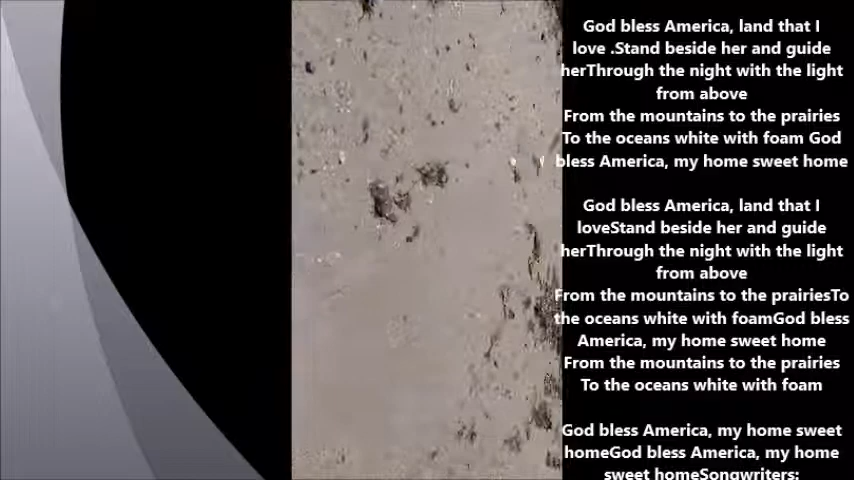 God bless America, land that I
love .Stand beside her and guide
herThrough the night with the light
from above
From the mountains to the prairies
To the oceans white with foam God
bless America, my home sweet home
God bless America, land that I
loveStand beside her and guide
herThrough the night with the light
from above
From the mountains to the prairiesTo
the oceans white with foamGod bless
America, my home sweet home
From the mountains to the prairies
To the oceans white with foam
God bless America, my home sweet
homeGod bless America, my home
sweet homeSongwriters: